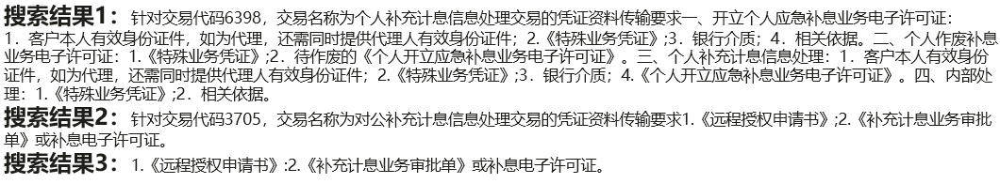 搜索结果1：针对交易代码6398，交易名称为个人补充计息信息处理交易的凭证资料传输要求一、开立个人应急补息业务电子许可证：
1．客户本人有效身份证件，如为代理，还需同时提供代理人有效身份证件；2.《特殊业务凭证》;3．银行介质；4．相关依据。二、个人作废补息
业务电子许可证：1.《特殊业务凭证》;2．待作废的《个人开立应急补息业务电子许可证》。三、个人补充计息信息处理：1．客户本人有效身份
证件，如为代理，还需同时提供代理人有效身份证件；2.《特殊业务凭证》;3．银行介质；4.《个人开立应急补息业务电子许可证》。四、内部处
理：1.《特殊业务凭证》;2．相关依据。
搜索结果2：针对交易代码3705，交易名称为对公补充计息信息处理交易的凭证资料传输要求1.《远程授权申请书》;2.《补充计息业务审批
单》或补息电子许可证。
搜索结果3：1.《远程授权申请书》:2.《补充计息业务审批单》或补息电子许可证。